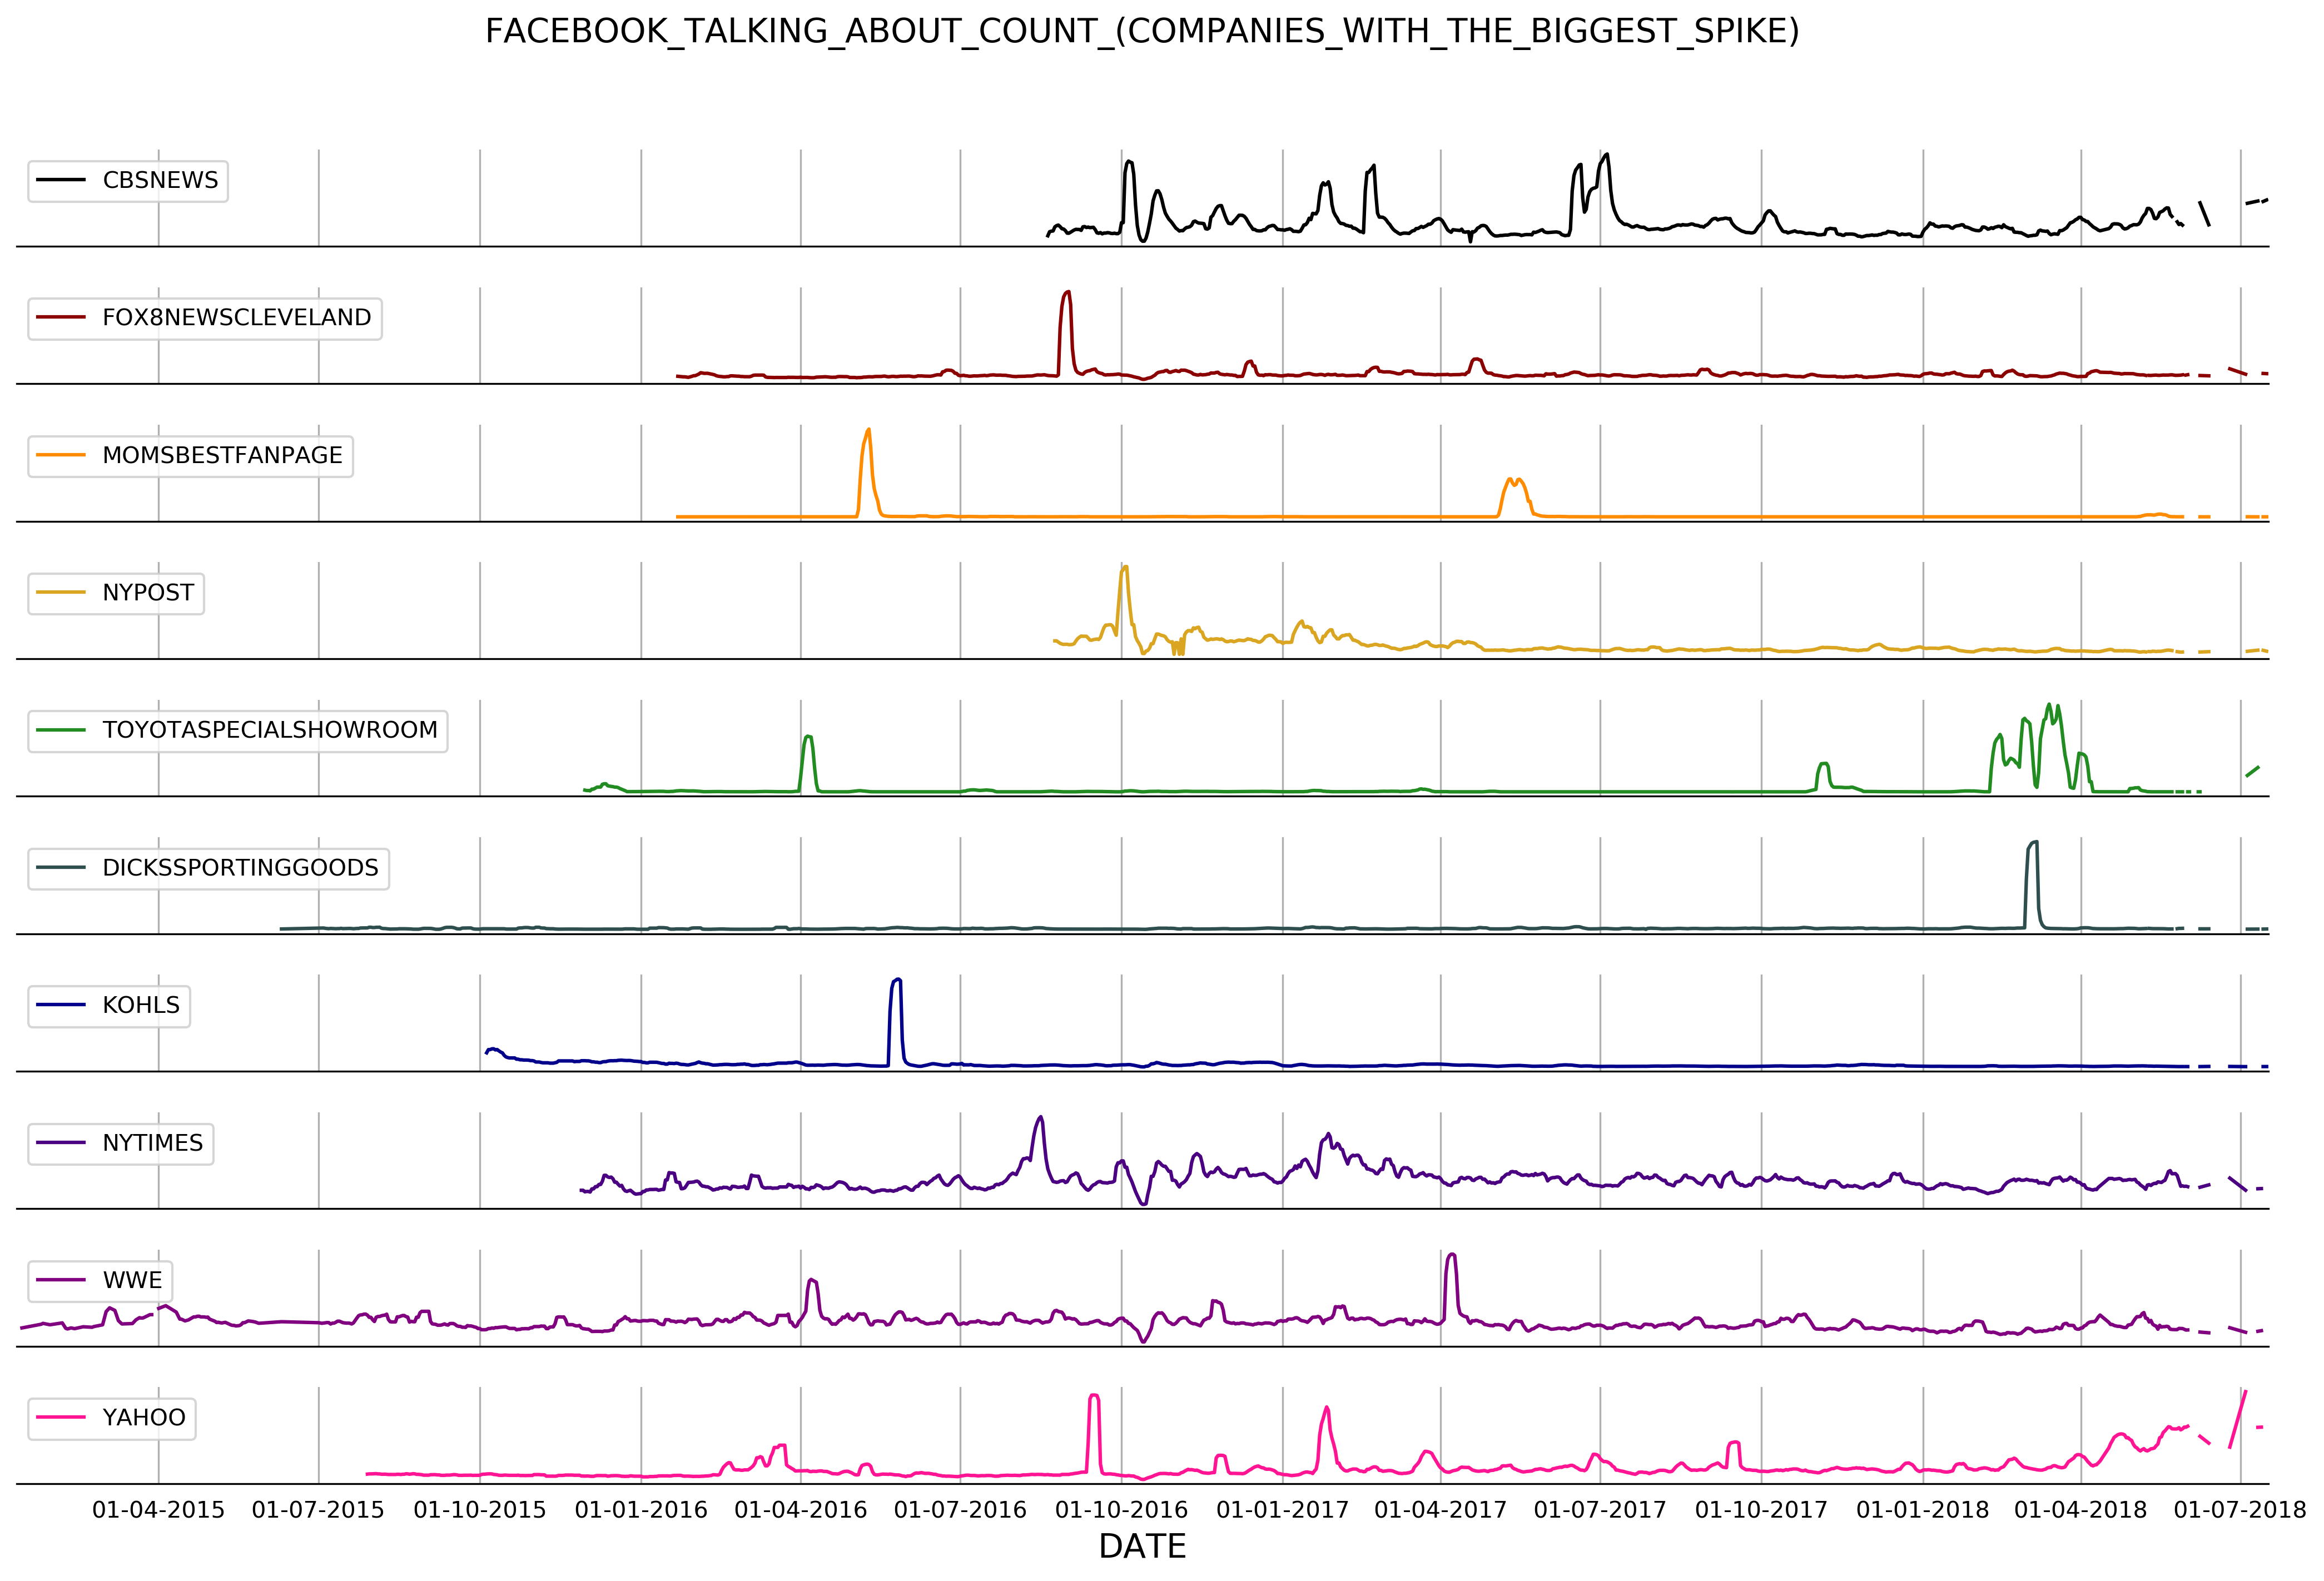 FACEBOOK_TALKING_ABOUT_COUNT_(COMPANIES_WITH_THE_BIGGEST_SPIKE)
CBSNEWS
FOX8NEWSCLEVELAND
MOMSBESTFANPAGE
NYPOST
TOYOTASPECIALSHOWROOM
DICKSSPORTINGGOODS
KOHLS
NYTIMES
WWE
YAHOO
01-04-2015 01-07-2015 01-10-2015 01-01-2016 01-04-2016 01-07-2016 01-10-2016 01-01-2017 01-04-2017 01-07-2017 01-10-2017 01-01-2018 01-04-2018 01-07-2018
DATE